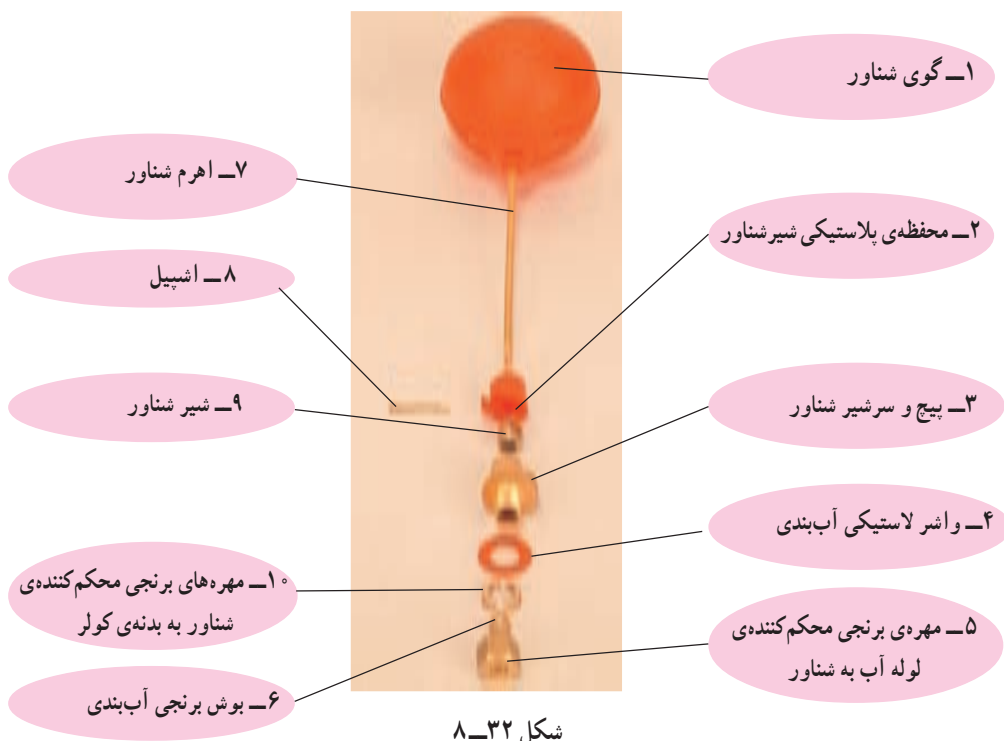 ۱ــ گوی شناور
۷ــ اهرم شناور
۲ــ محفظه‌ی پلاستیکی شیرشناور
۸ــ اشپیل
۳ــ پیچ و سرشیر شناور
۹ــ شیر شناور
۴ــ واشر لاستیکی آب‌بندی
۱۰ــ مهره‌های برنجی محکم‌کننده‌ی
شناور به بدنه‌ی کولر
۵ــ مهره‌ی برنجی محکم‌کننده‌ی
لوله آب به شناور
۶ــ بوش برنجی آب‌بندی
شکل ۳۲ــ۸